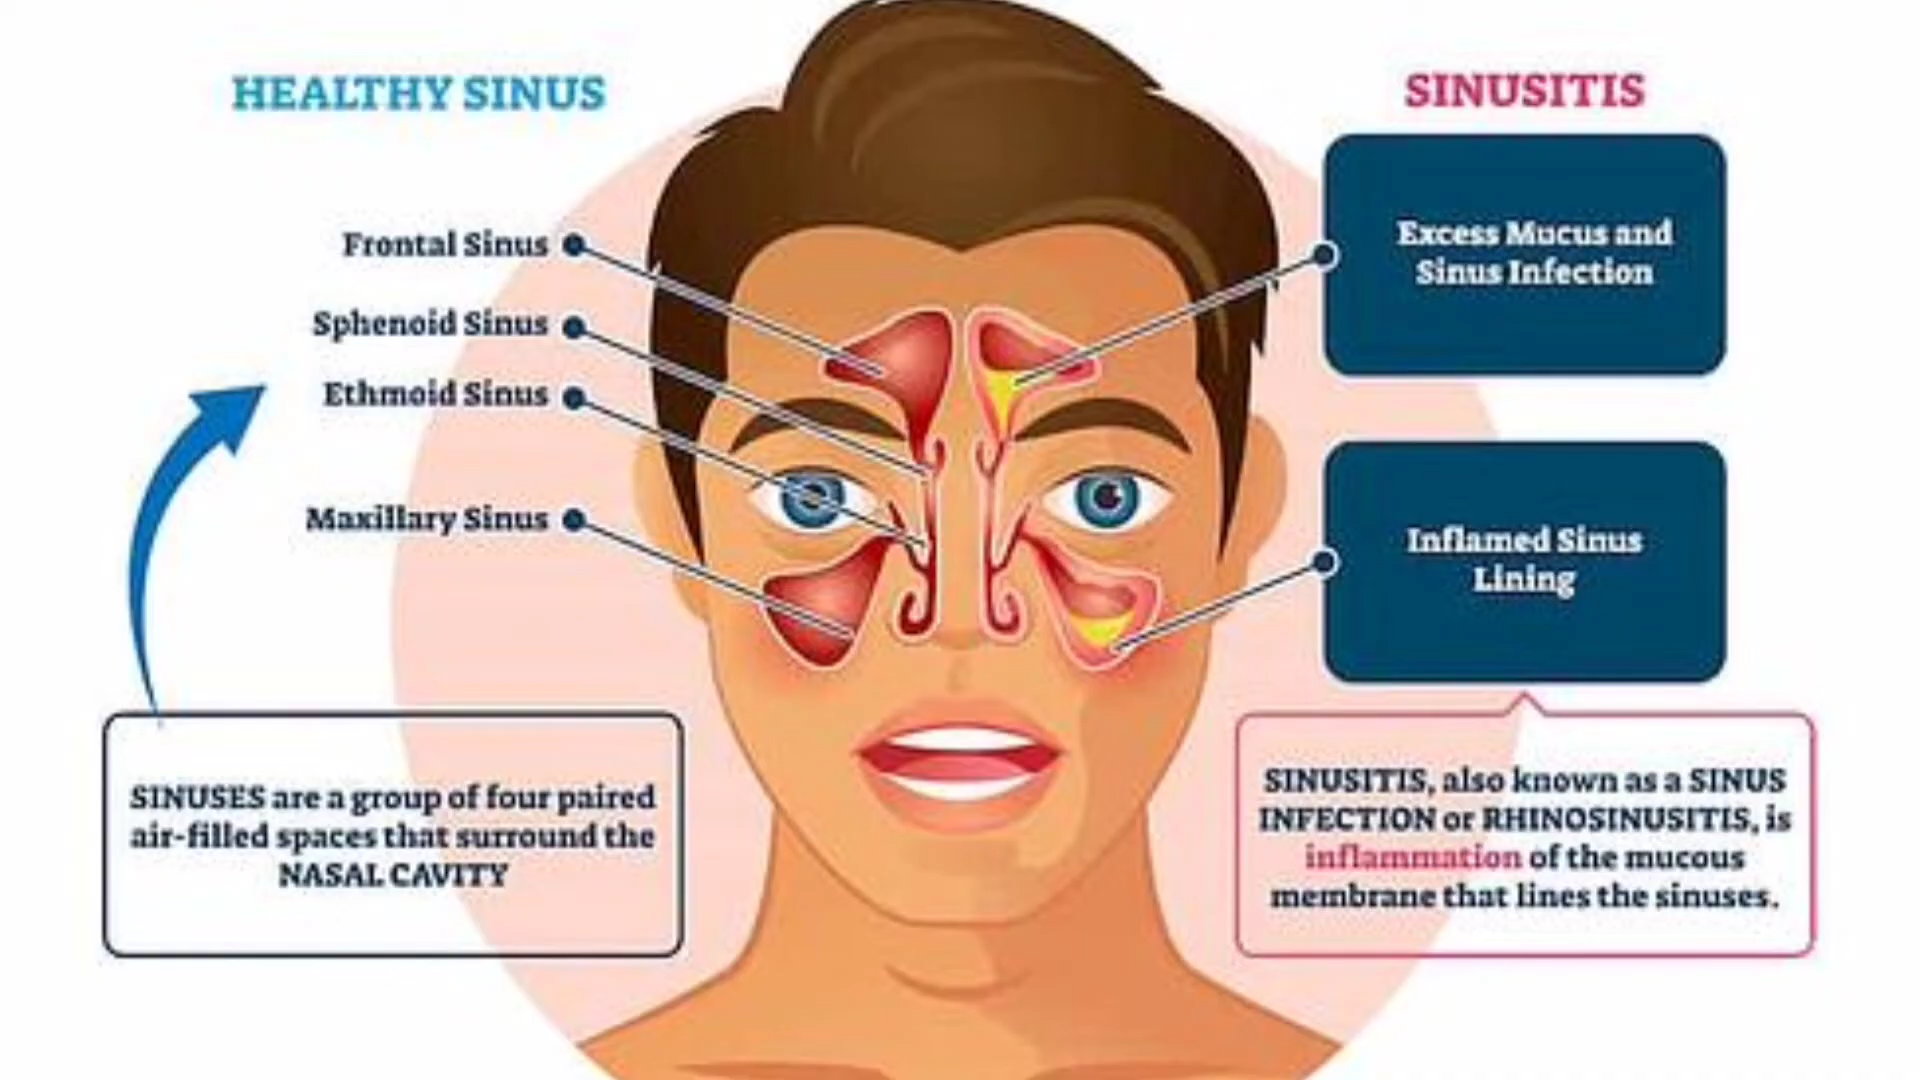 HEALTHY SINUS
Frontal Sinus
Sphenoid Sinus
Ethmoid Sinus
Maxillary Sinus
SINUSES are a group of four paired
air-filled spaces that surround the
NASAL CAVITY
SINUSITIS
Excess Mucus and
Sinus Infection
Inflamed Sinus
Lining
SINUSITIS, also known as a SINUS
INFECTION or RHINOSINUSITIS, is
inflammation of the mucous
membrane that lines the sinuses.